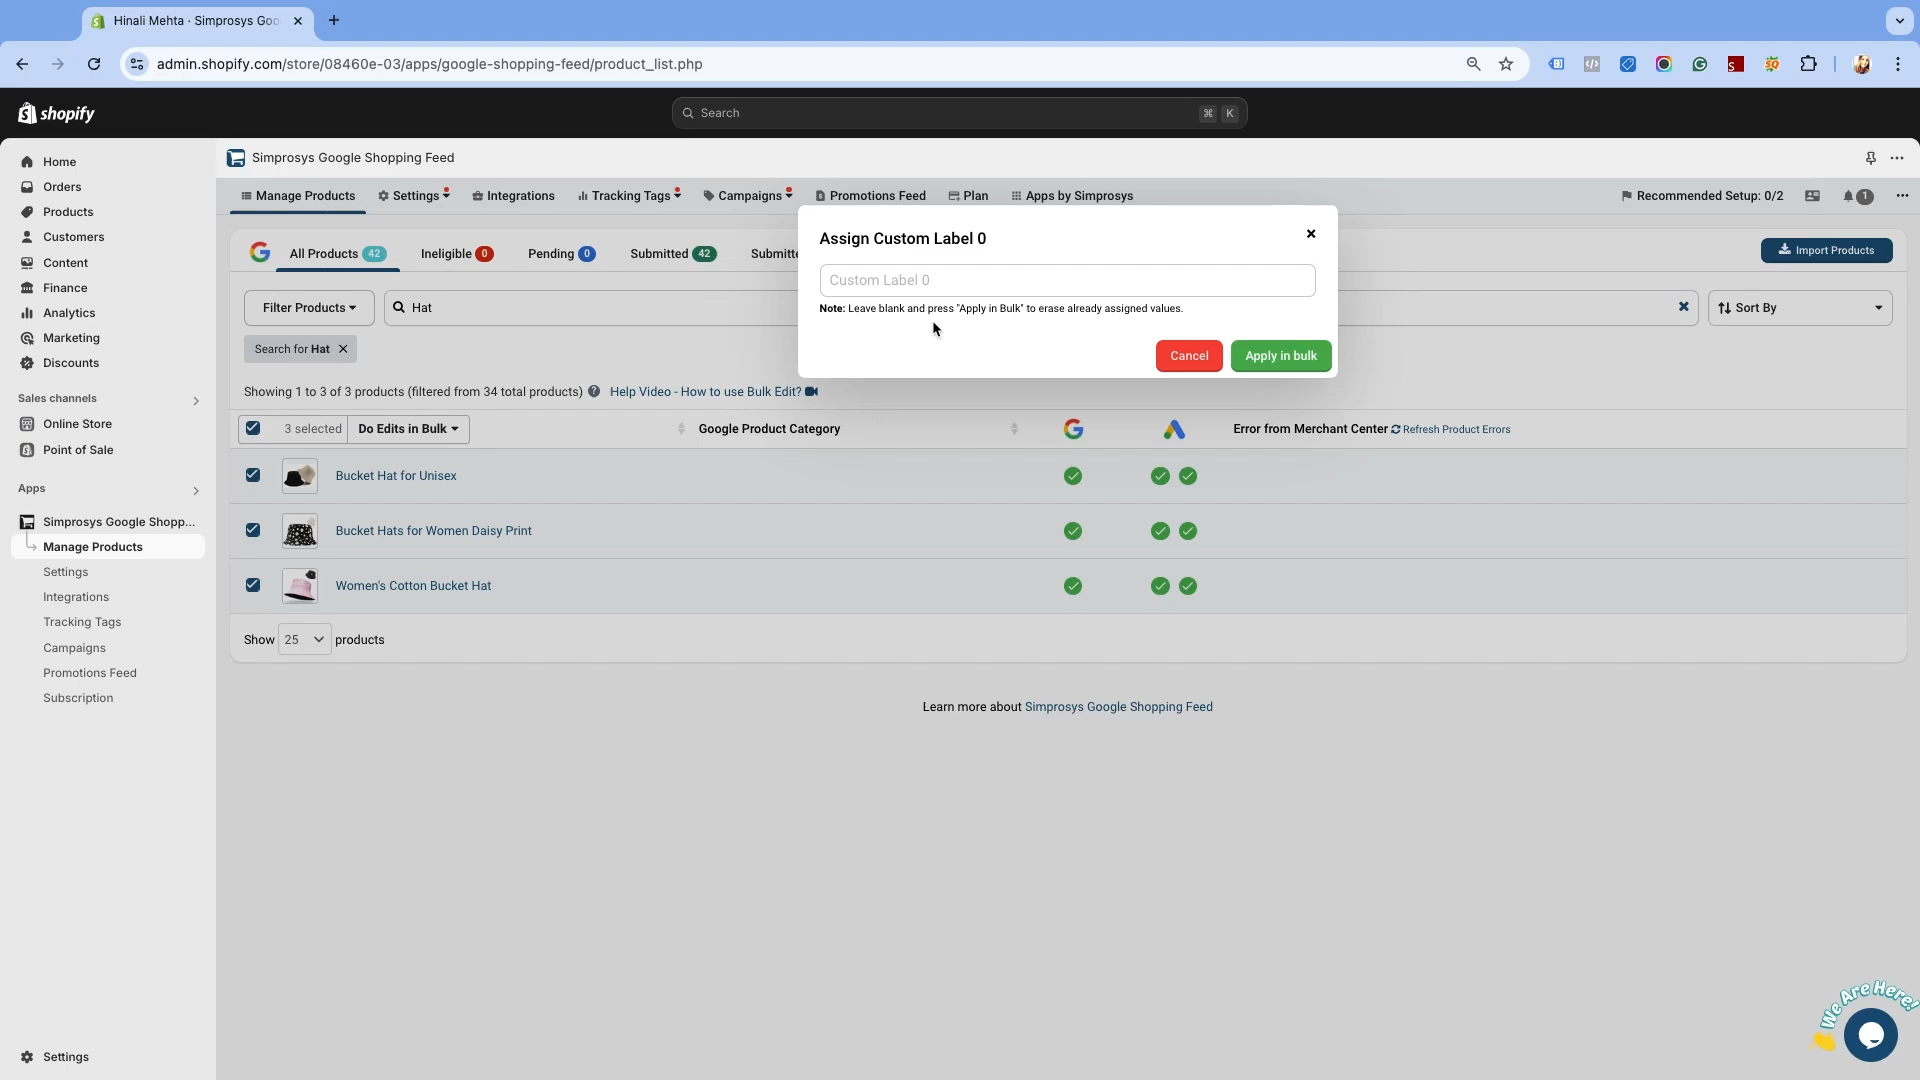 Hinali Mehta · Simprosys Goo
admin.shopify.com/store/08460e-03/apps/google-shopping-feed/product_list.php
shopify
Search
⌘ K
Home
Orders
Products
Customers
Content
Finance
Analytics
Marketing
Discounts
Sales channels
Online Store
Point of Sale
Apps
Simprosys Google Shopp...
Manage Products
Settings
Integrations
Tracking Tags
Campaigns
Promotions Feed
Subscription
Settings
Simprosys Google Shopping Feed
Manage Products Settings Integrations Tracking Tags Campaigns Promotions Feed Plan Apps by Simprosys Recommended Setup: 0/2 1
All Products 42 Ineligible 0 Pending 0 Submitted 42 Submitte
Import Products
Filter Products
Hat
Sort By
Search for Hat
Assign Custom Label 0
Custom Label 0
Note: Leave blank and press "Apply in Bulk" to erase already assigned values.
Cancel Apply in bulk
Showing 1 to 3 of 3 products (filtered from 34 total products) Help Video - How to use Bulk Edit?
3 selected Do Edits in Bulk Google Product Category Error from Merchant Center Refresh Product Errors
Bucket Hat for Unisex
Bucket Hats for Women Daisy Print
Women's Cotton Bucket Hat
Show 25 products
Learn more about Simprosys Google Shopping Feed
We Are Here!